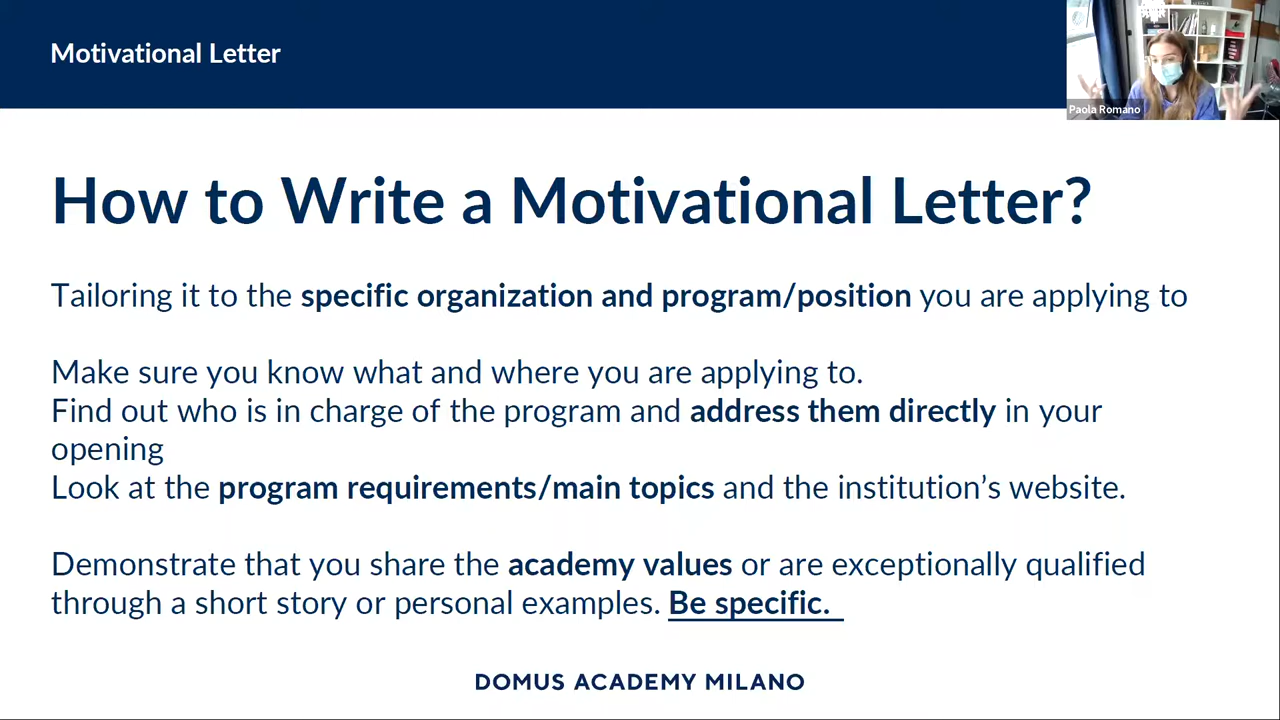 Motivational Letter
Paola Romano
How to Write a Motivational Letter?
Tailoring it to the specific organization and program/position you are applying to
Make sure you know what and where you are applying to.
Find out who is in charge of the program and address them directly in your
opening
Look at the program requirements/main topics and the institution’s website.
Demonstrate that you share the academy values or are exceptionally qualified
through a short story or personal examples. Be specific.
DOMUS ACADEMY MILANO